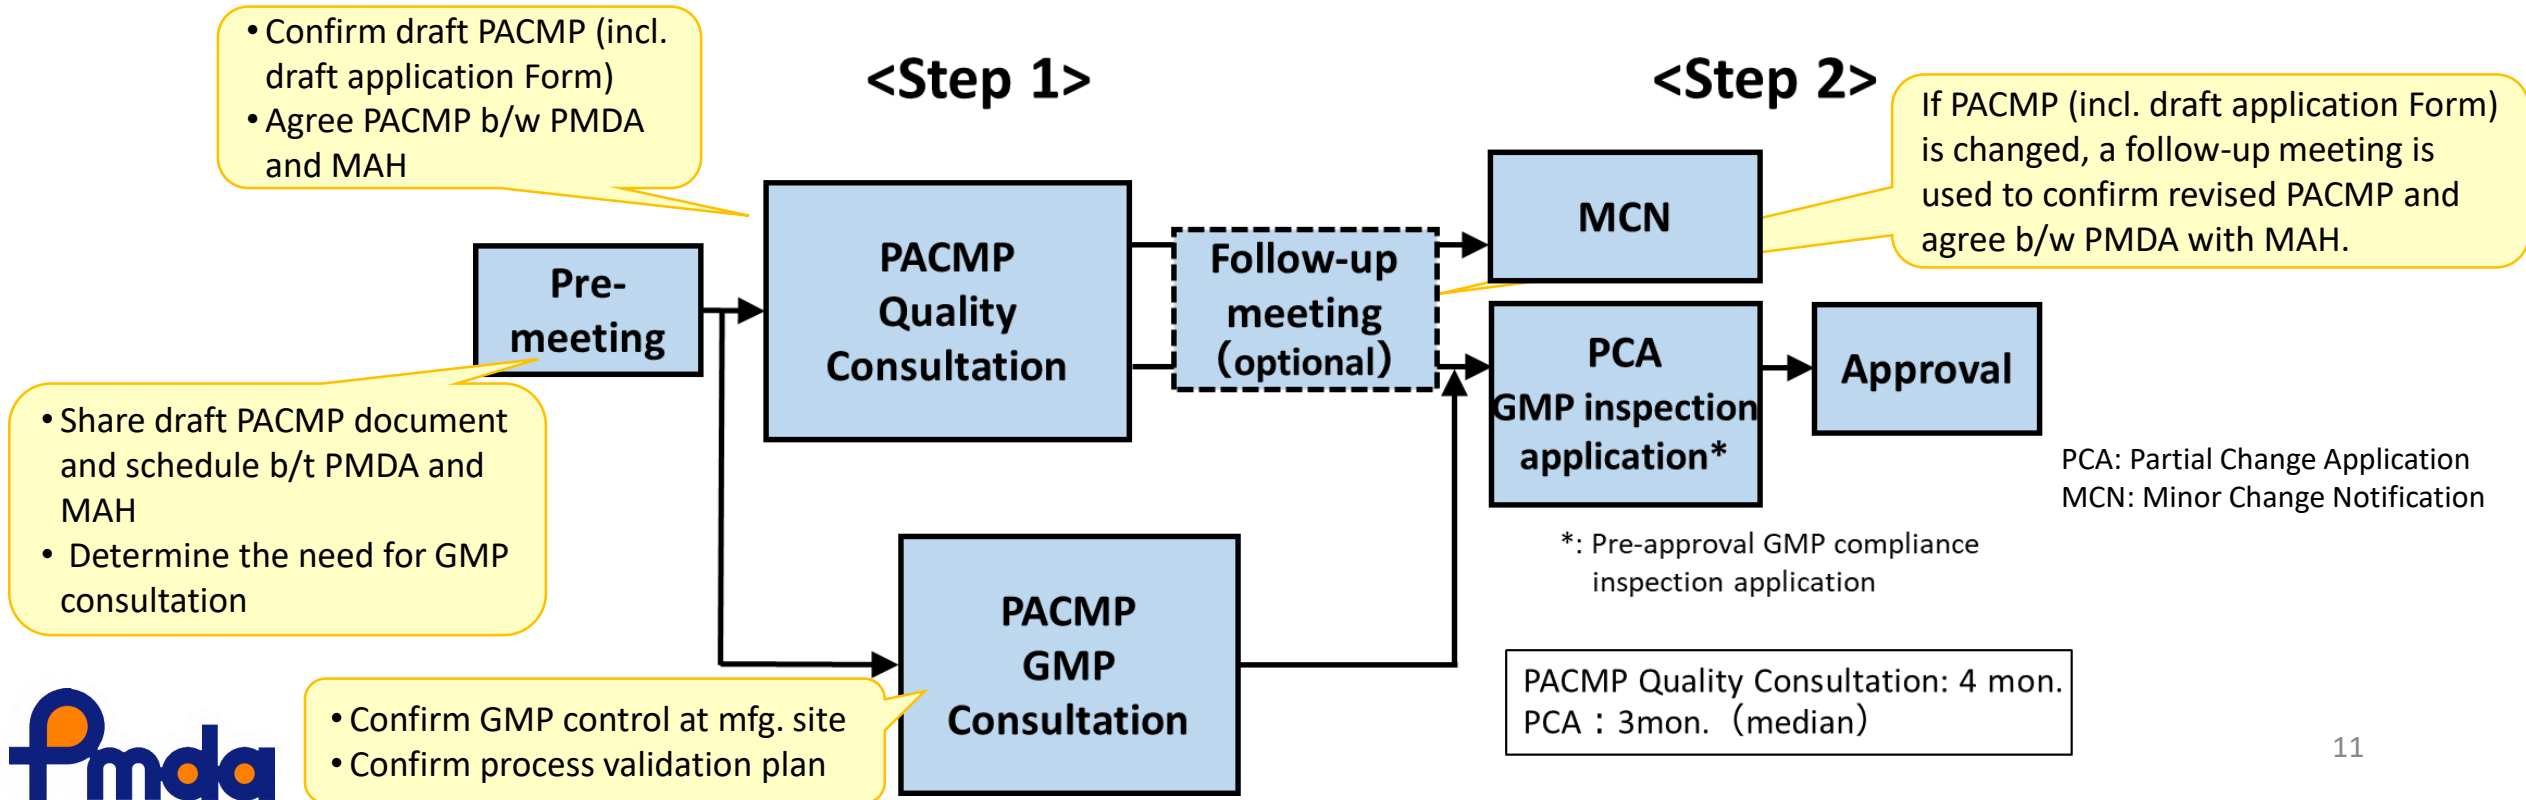 • Confirm draft PACMP (incl.
draft application Form)
• Agree PACMP b/w PMDA
and MAH
<Step 1>
<Step 2>
If PACMP (incl. draft application Form)
is changed, a follow-up meeting is
used to confirm revised PACMP and
agree b/w PMDA with MAH.
Pre-
meeting
PACMP
Quality
Consultation
Follow-up
meeting
（optional）
MCN
PCA
GMP inspection
application*
Approval
• Share draft PACMP document
and schedule b/t PMDA and
MAH
• Determine the need for GMP
consultation
PCA: Partial Change Application
MCN: Minor Change Notification
*: Pre-approval GMP compliance
inspection application
PACMP
GMP
Consultation
• Confirm GMP control at mfg. site
• Confirm process validation plan
PACMP Quality Consultation: 4 mon.
PCA：3mon.（median）
pmda
11